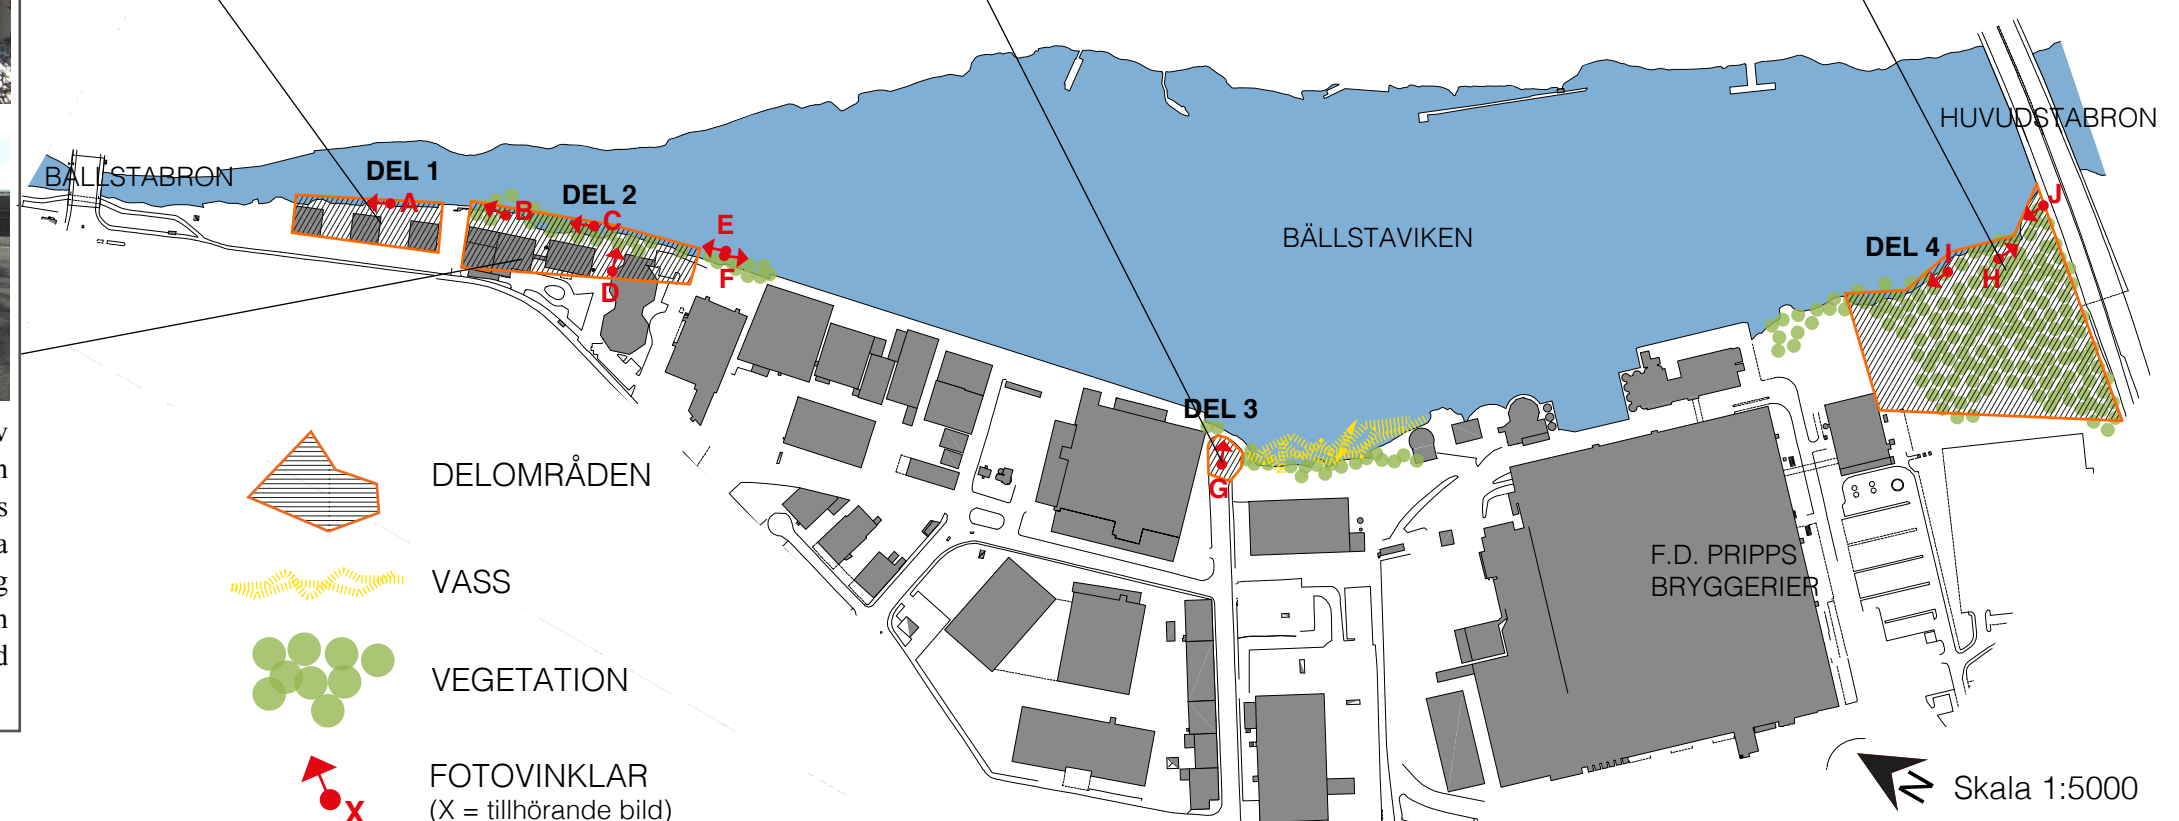 BÄLLSTABRON
DEL 1
A
DEL 2
B
C
D
E
F
BÄLLSTAVIKEN
HUVUDSTABRON
DEL 4
I
H
J
DEL 3
G
F.D. PRIPPS
BRYGGERIER
DELOMRÅDEN
VASS
VEGETATION
FOTOVINKLAR
(X = tillhörande bild)
X
N
Skala 1:5000
v
n
s
a
g
n
d